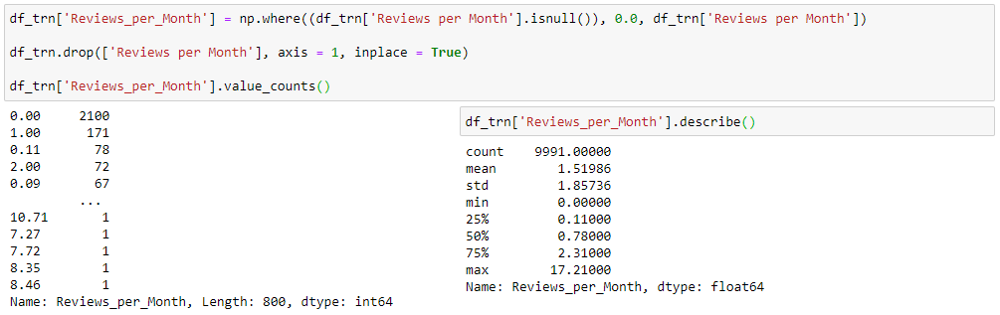 df_trn['Reviews_per_Month'] = np.where((df_trn['Reviews per Month'].isnull()), 0.0, df_trn['Reviews per Month'])
df_trn.drop(['Reviews per Month'], axis = 1, inplace = True)
df_trn['Reviews_per_Month'].value_counts()
0.00     2100
1.00      171
0.11       78
2.00       72
0.09       67
         ...
10.71       1
7.27        1
7.72        1
8.35        1
8.46        1
Name: Reviews_per_Month, Length: 800, dtype: int64
df_trn['Reviews_per_Month'].describe()
count    9991.00000
mean        1.51986
std         1.85736
min         0.00000
25%         0.11000
50%         0.78000
75%         2.31000
max        17.21000
Name: Reviews_per_Month, dtype: float64